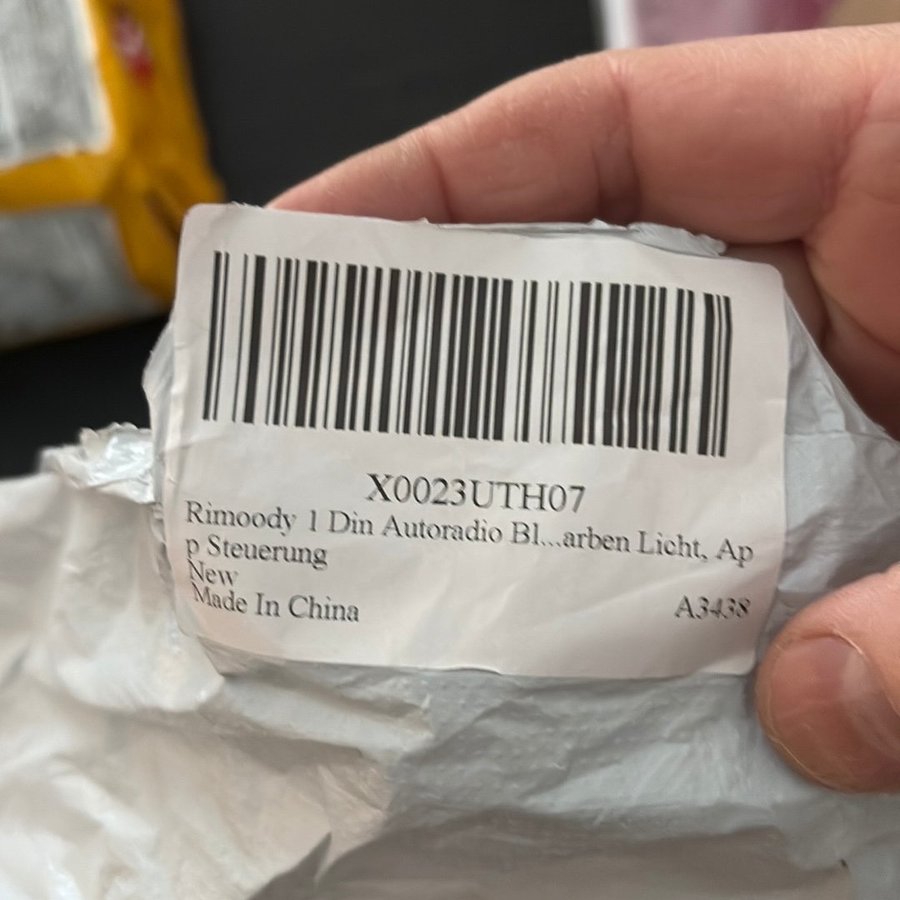 X0023UTH07
Rimoody 1 Din Autoradio Bl...arben Licht, Ap
p Steuerung
New
Made In China A3438